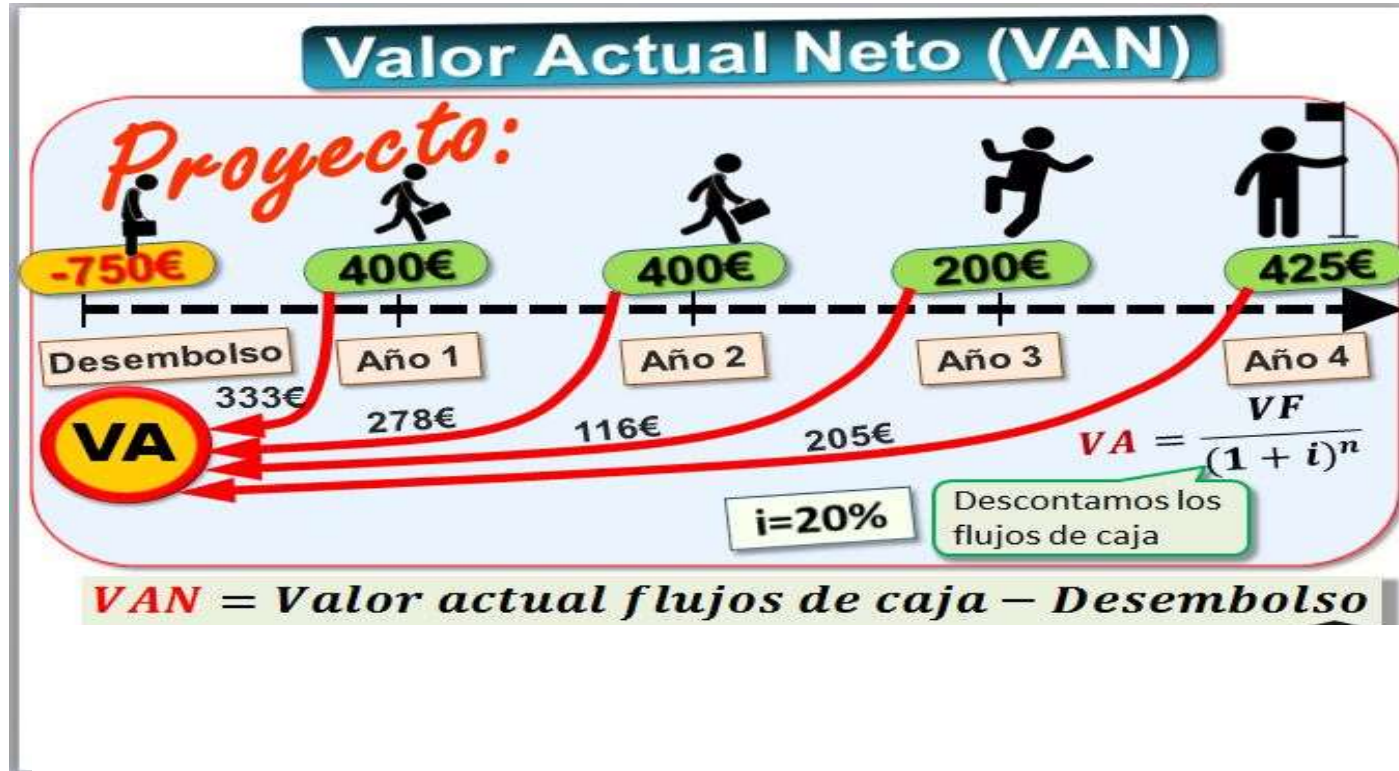 Valor Actual Neto (VAN)
Proyecto:
-750€ 400€ 400€ 200€ 425€
Desembolso Año 1 Año 2 Año 3 Año 4
333€ 278€ 116€ 205€
VA
VA = VF / (1 + i)^n
i=20%
Descontamos los
flujos de caja
VAN = Valor actual flujos de caja − Desembolso